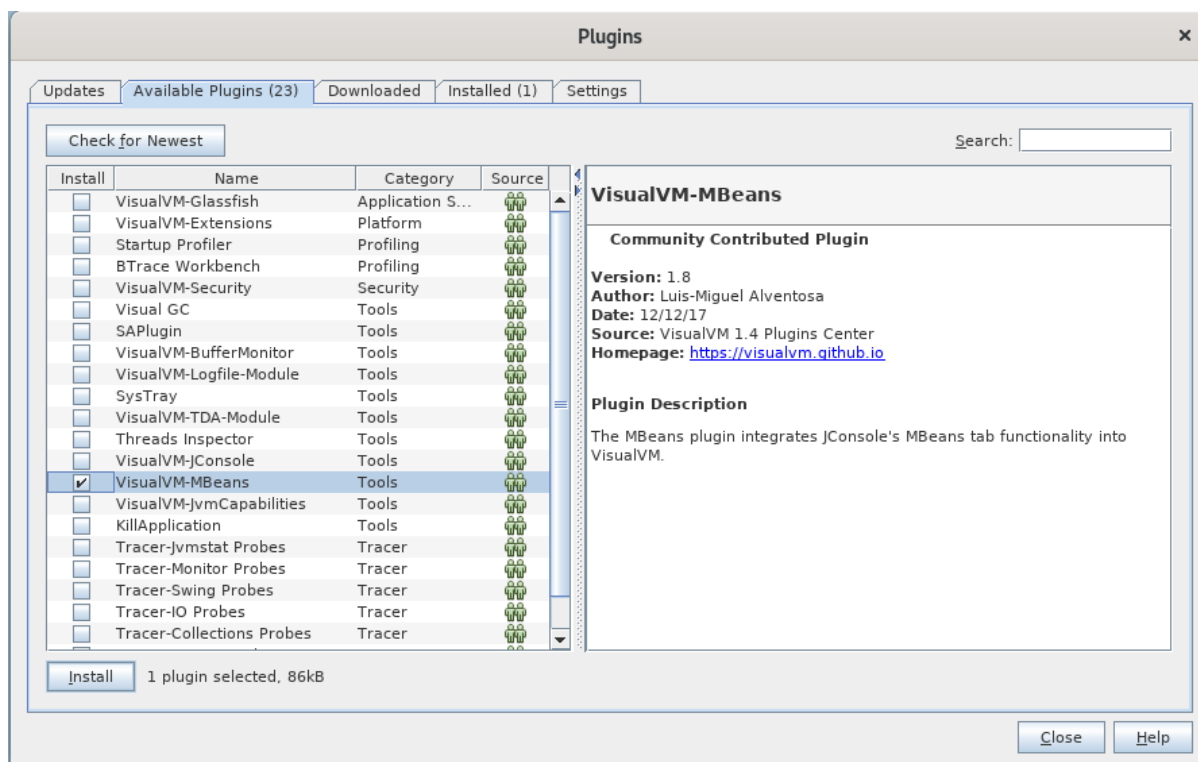 Plugins
Updates Available Plugins (23) Downloaded Installed (1) Settings
Check for Newest Search:
Install Name Category Source
VisualVM-Glassfish Application S...
VisualVM-Extensions Platform
Startup Profiler Profiling
BTrace Workbench Profiling
VisualVM-Security Security
Visual GC Tools
SAPlugin Tools
VisualVM-BufferMonitor Tools
VisualVM-Logfile-Module Tools
SysTray Tools
VisualVM-TDA-Module Tools
Threads Inspector Tools
VisualVM-JConsole Tools
VisualVM-MBeans Tools
VisualVM-JvmCapabilities Tools
KillApplication Tools
Tracer-Jvmstat Probes Tracer
Tracer-Monitor Probes Tracer
Tracer-Swing Probes Tracer
Tracer-IO Probes Tracer
Tracer-Collections Probes Tracer
VisualVM-MBeans
Community Contributed Plugin
Version: 1.8
Author: Luis-Miguel Alventosa
Date: 12/12/17
Source: VisualVM 1.4 Plugins Center
Homepage: https://visualvm.github.io
Plugin Description
The MBeans plugin integrates JConsole's MBeans tab functionality into
VisualVM.
Install 1 plugin selected, 86kB
Close Help